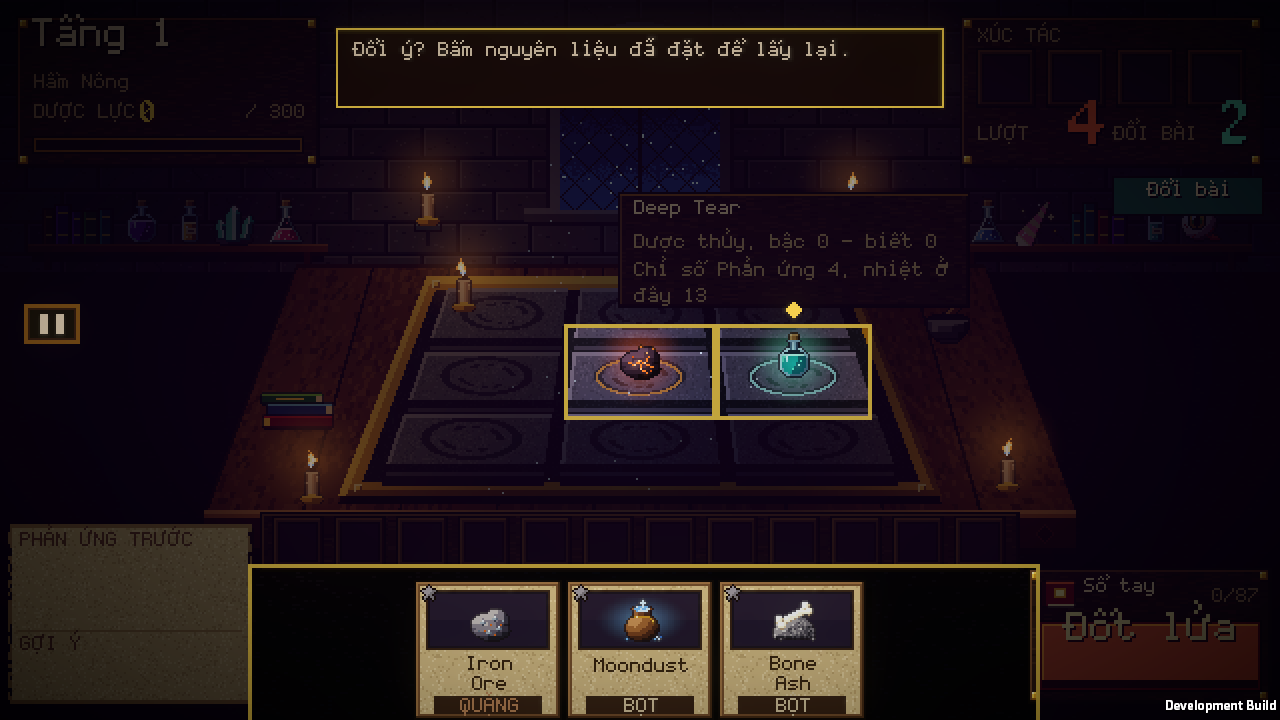 Tầng 1
Hầm Nông
DƯỢC LỰC 0 / 300
Đổi ý? Bấm nguyên liệu đã đặt để lấy lại.
XÚC TÁC
LƯỢT 4 ĐỔI BÀI 2
Đổi bài
Deep Tear
Dược thủy, bậc 0 - biết 0
Chỉ số Phản ứng 4, nhiệt ở
đây 13
PHẢN ỨNG TRƯỚC
GỢI Ý
Iron
Ore
QUẶNG
Moondust
BỘT
Bone
Ash
BỘT
Sổ tay
0/87
Đốt lửa
Development Build